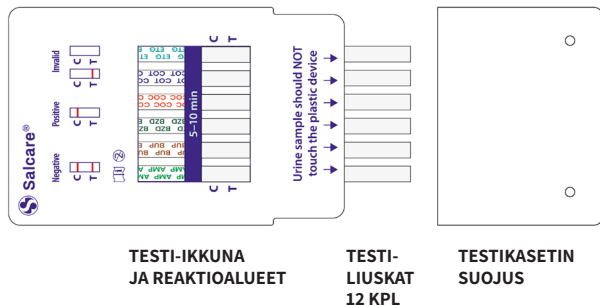 Salcare®
Negative
C T
Positive
C T
Invalid
C T
C T
ETG
COT COT
COC COC
BZD BZD
BUP BUP
AMP AMP
5–10 min
C T
C T
Urine sample should NOT
touch the plastic device
TESTI-IKKUNA
JA REAKTIOALUEET
TESTI-
LIUSKAT
12 KPL
TESTIKASETIN
SUOJUS